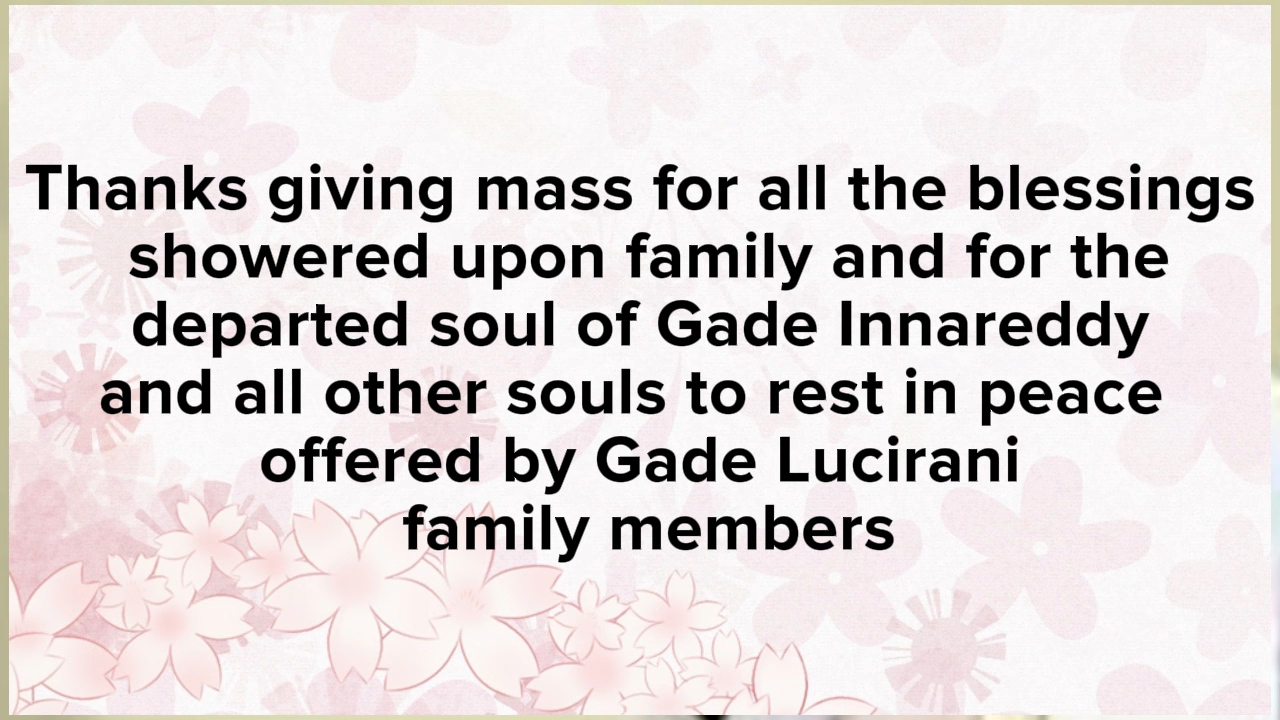 Thanks giving mass for all the blessings
showered upon family and for the
departed soul of Gade Innareddy
and all other souls to rest in peace
offered by Gade Lucirani
family members